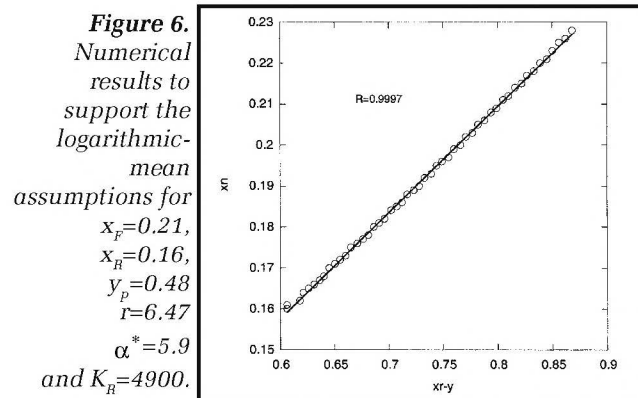 Figure 6.
Numerical
results to
support the
logarithmic-
mean
assumptions for
x_F=0.21,
x_R=0.16,
y_p=0.48
r=6.47
α*=5.9
and K_R=4900.
0.23
0.22
0.21
0.2
0.19
0.18
0.17
0.16
0.15
xn
R=0.9997
0.6 0.65 0.7 0.75 0.8 0.85 0.9
xr-y